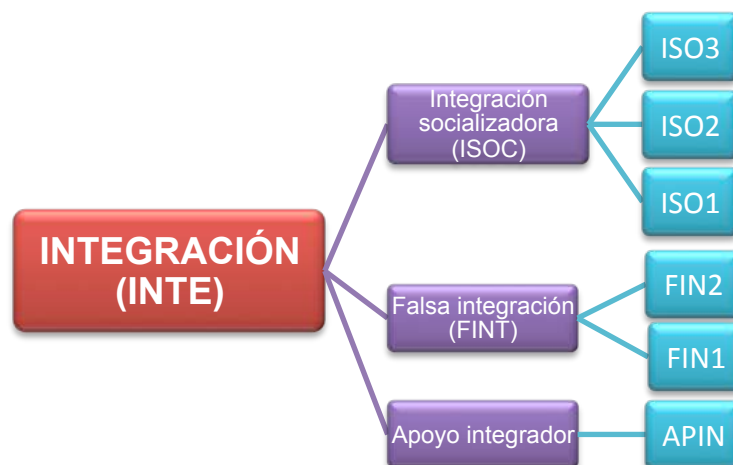 INTEGRACIÓN
(INTE)
Integración
socializadora
(ISOC)
ISO3
ISO2
ISO1
Falsa integración
(FINT)
FIN2
FIN1
Apoyo integrador
APIN